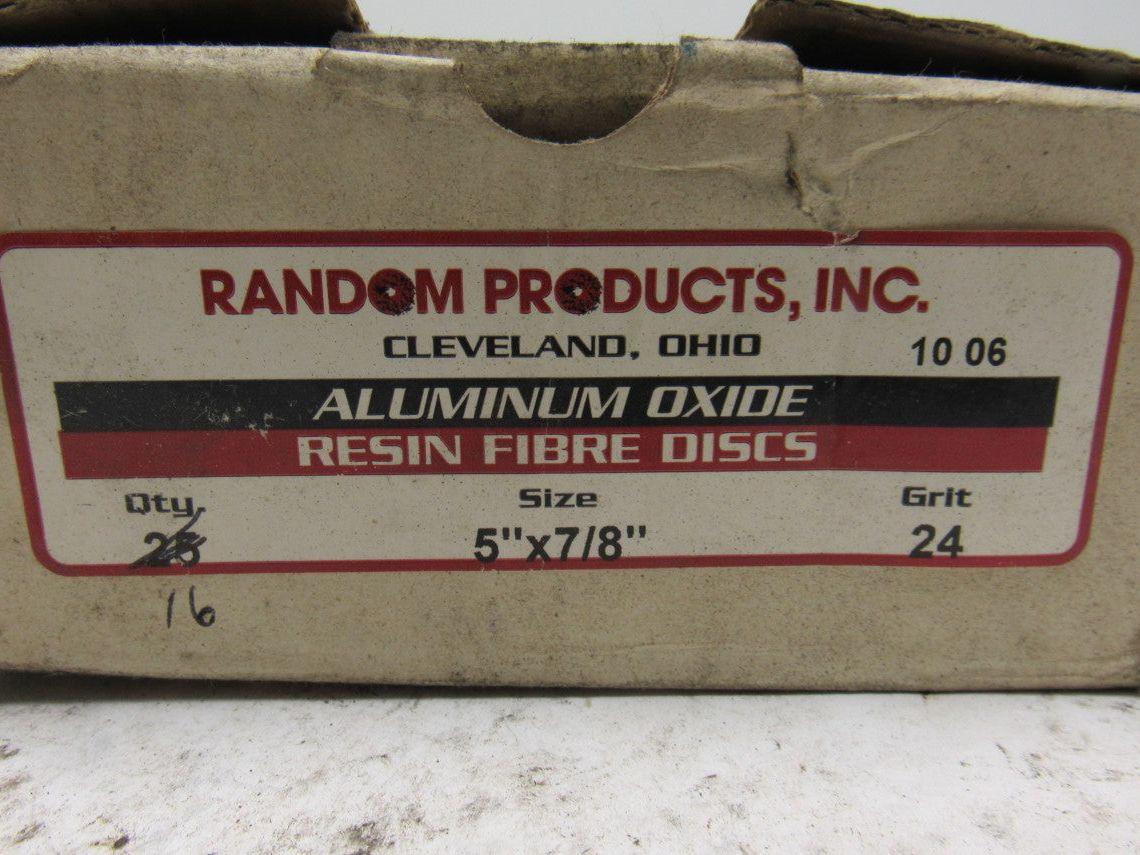 RANDOM PRODUCTS, INC.
CLEVELAND, OHIO 10 06
ALUMINUM OXIDE
RESIN FIBRE DISCS
Qty. Size Grit
25 5"x7/8" 24
16